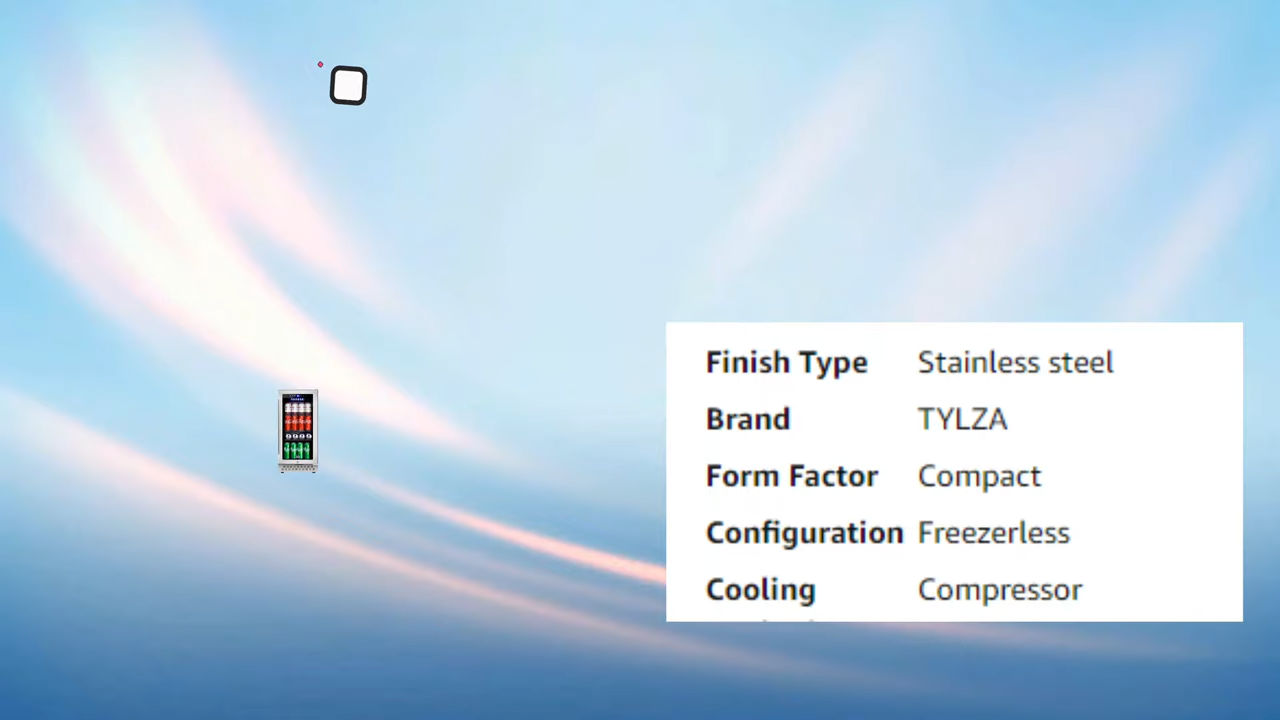 Finish Type Stainless steel
Brand TYLZA
Form Factor Compact
Configuration Freezerless
Cooling Compressor